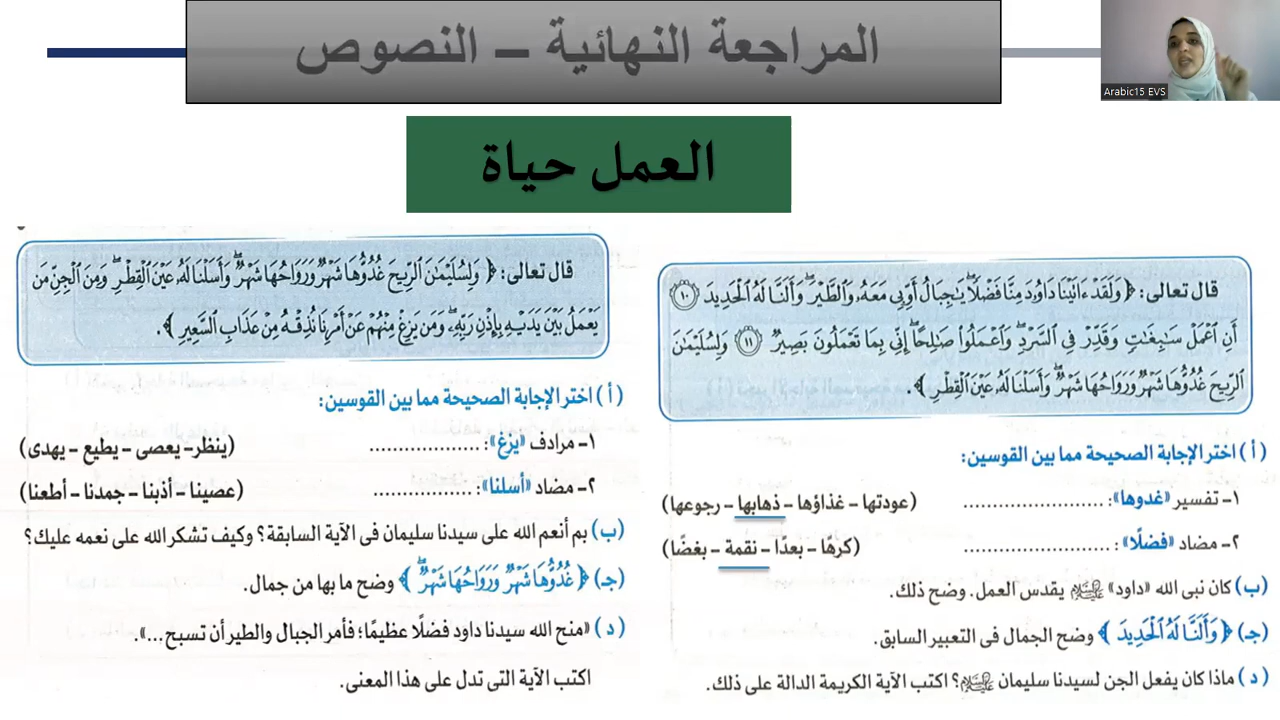 المراجعة النهائية – النصوص
Arabic15 EVS
العمل حياة
قال تعالى: ﴿ وَلَقَدْ ءَاتَيْنَا دَاوُۥدَ مِنَّا فَضْلًا ۖ يَٰجِبَالُ أَوِّبِى مَعَهُۥ وَٱلطَّيْرَ ۖ وَأَلَنَّا لَهُ ٱلْحَدِيدَ ١٠
أَنِ ٱعْمَلْ سَٰبِغَٰتٍ وَقَدِّرْ فِى ٱلسَّرْدِ ۖ وَٱعْمَلُوا۟ صَٰلِحًا ۖ إِنِّى بِمَا تَعْمَلُونَ بَصِيرٌ ١١ وَلِسُلَيْمَٰنَ
ٱلرِّيحَ غُدُوُّهَا شَهْرٌ وَرَوَاحُهَا شَهْرٌ ۖ وَأَسَلْنَا لَهُۥ عَيْنَ ٱلْقِطْرِ ﴾.
(أ) اختر الإجابة الصحيحة مما بين القوسين:
١- تفسير «غدوها»: ........................ (عودتها - غذاؤها - ذهابها - رجوعها)
٢- مضاد «فضلًا»: ........................ (كرهًا - بعدًا - نقمة - بغضًا)
(ب) كان نبى الله «داود» ﷺ يقدس العمل. وضح ذلك.
(جـ) ﴿ وَأَلَنَّا لَهُ ٱلْحَدِيدَ ﴾ وضح الجمال فى التعبير السابق.
(د) ماذا كان يفعل الجن لسيدنا سليمان ﷺ؟ اكتب الآية الكريمة الدالة على ذلك.
قال تعالى: ﴿ وَلِسُلَيْمَٰنَ ٱلرِّيحَ غُدُوُّهَا شَهْرٌ وَرَوَاحُهَا شَهْرٌ ۖ وَأَسَلْنَا لَهُۥ عَيْنَ ٱلْقِطْرِ ۖ وَمِنَ ٱلْجِنِّ مَن
يَعْمَلُ بَيْنَ يَدَيْهِ بِإِذْنِ رَبِّهِۦ ۖ وَمَن يَزِغْ مِنْهُمْ عَنْ أَمْرِنَا نُذِقْهُ مِنْ عَذَابِ ٱلسَّعِيرِ ﴾.
(أ) اختر الإجابة الصحيحة مما بين القوسين:
١- مرادف «يزغ»: ................... (ينظر - يعصى - يطيع - يهدى)
٢- مضاد «أسلنا»: ................. (عصينا - أذبنا - جمدنا - أطعنا)
(ب) بم أنعم الله على سيدنا سليمان فى الآية السابقة؟ وكيف تشكر الله على نعمه عليك؟
(جـ) ﴿ غُدُوُّهَا شَهْرٌ وَرَوَاحُهَا شَهْرٌ ۖ ﴾ وضح ما بها من جمال.
(د) «منح الله سيدنا داود فضلًا عظيمًا؛ فأمر الجبال والطير أن تسبح...».
اكتب الآية التى تدل على هذا المعنى.